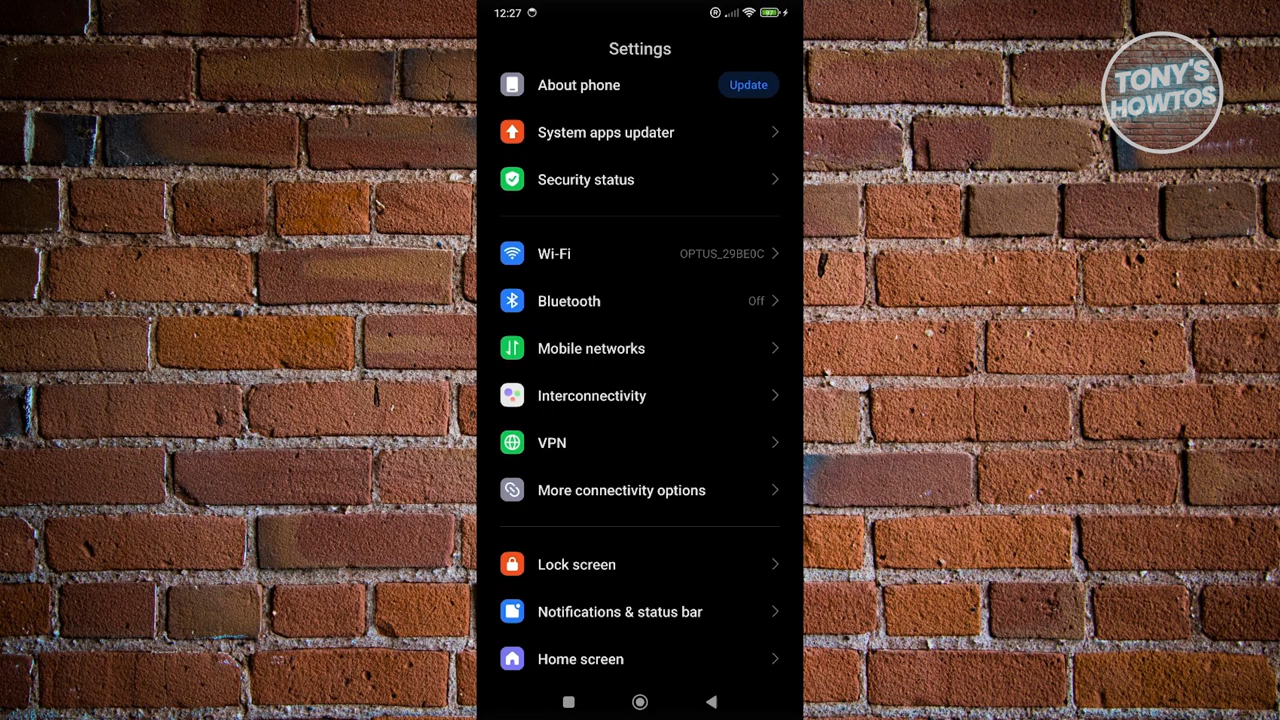 12:27
97
Settings
About phone
Update
System apps updater
Security status
Wi-Fi
OPTUS_29BE0C
Bluetooth
Off
Mobile networks
Interconnectivity
VPN
More connectivity options
Lock screen
Notifications & status bar
Home screen
TONY'S
HOWTOS